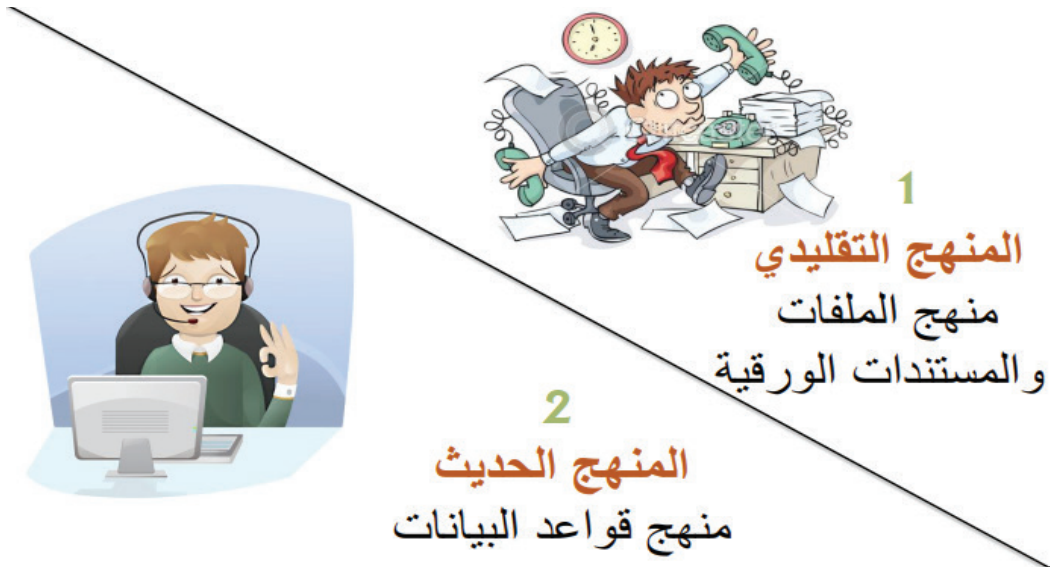 1
المنهج التقليدي
منهج الملفات
والمستندات الورقية
2
المنهج الحديث
منهج قواعد البيانات